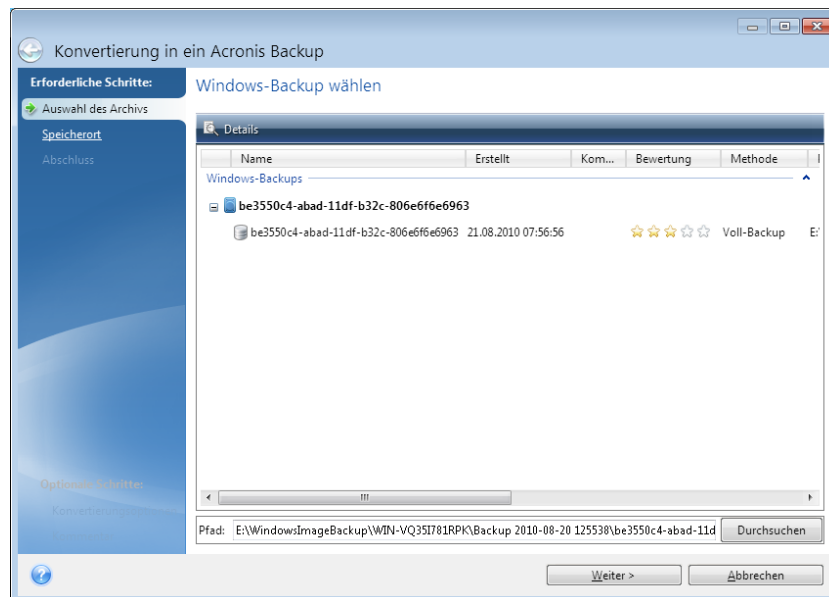 Konvertierung in ein Acronis Backup
Erforderliche Schritte:
Auswahl des Archivs
Speicherort
Abschluss
Windows-Backup wählen
Details
Name Erstellt Kom... Bewertung Methode
Windows-Backups
be3550c4-abad-11df-b32c-806e6f6e6963
be3550c4-abad-11df-b32c-806e6f6e6963 21.08.2010 07:56:56 Voll-Backup E:
Optionale Schritte:
Pfad: E:\WindowsImageBackup\WIN-VQ35I781RPK\Backup 2010-08-20 125538\be3550c4-abad-11d Durchsuchen
Weiter > Abbrechen